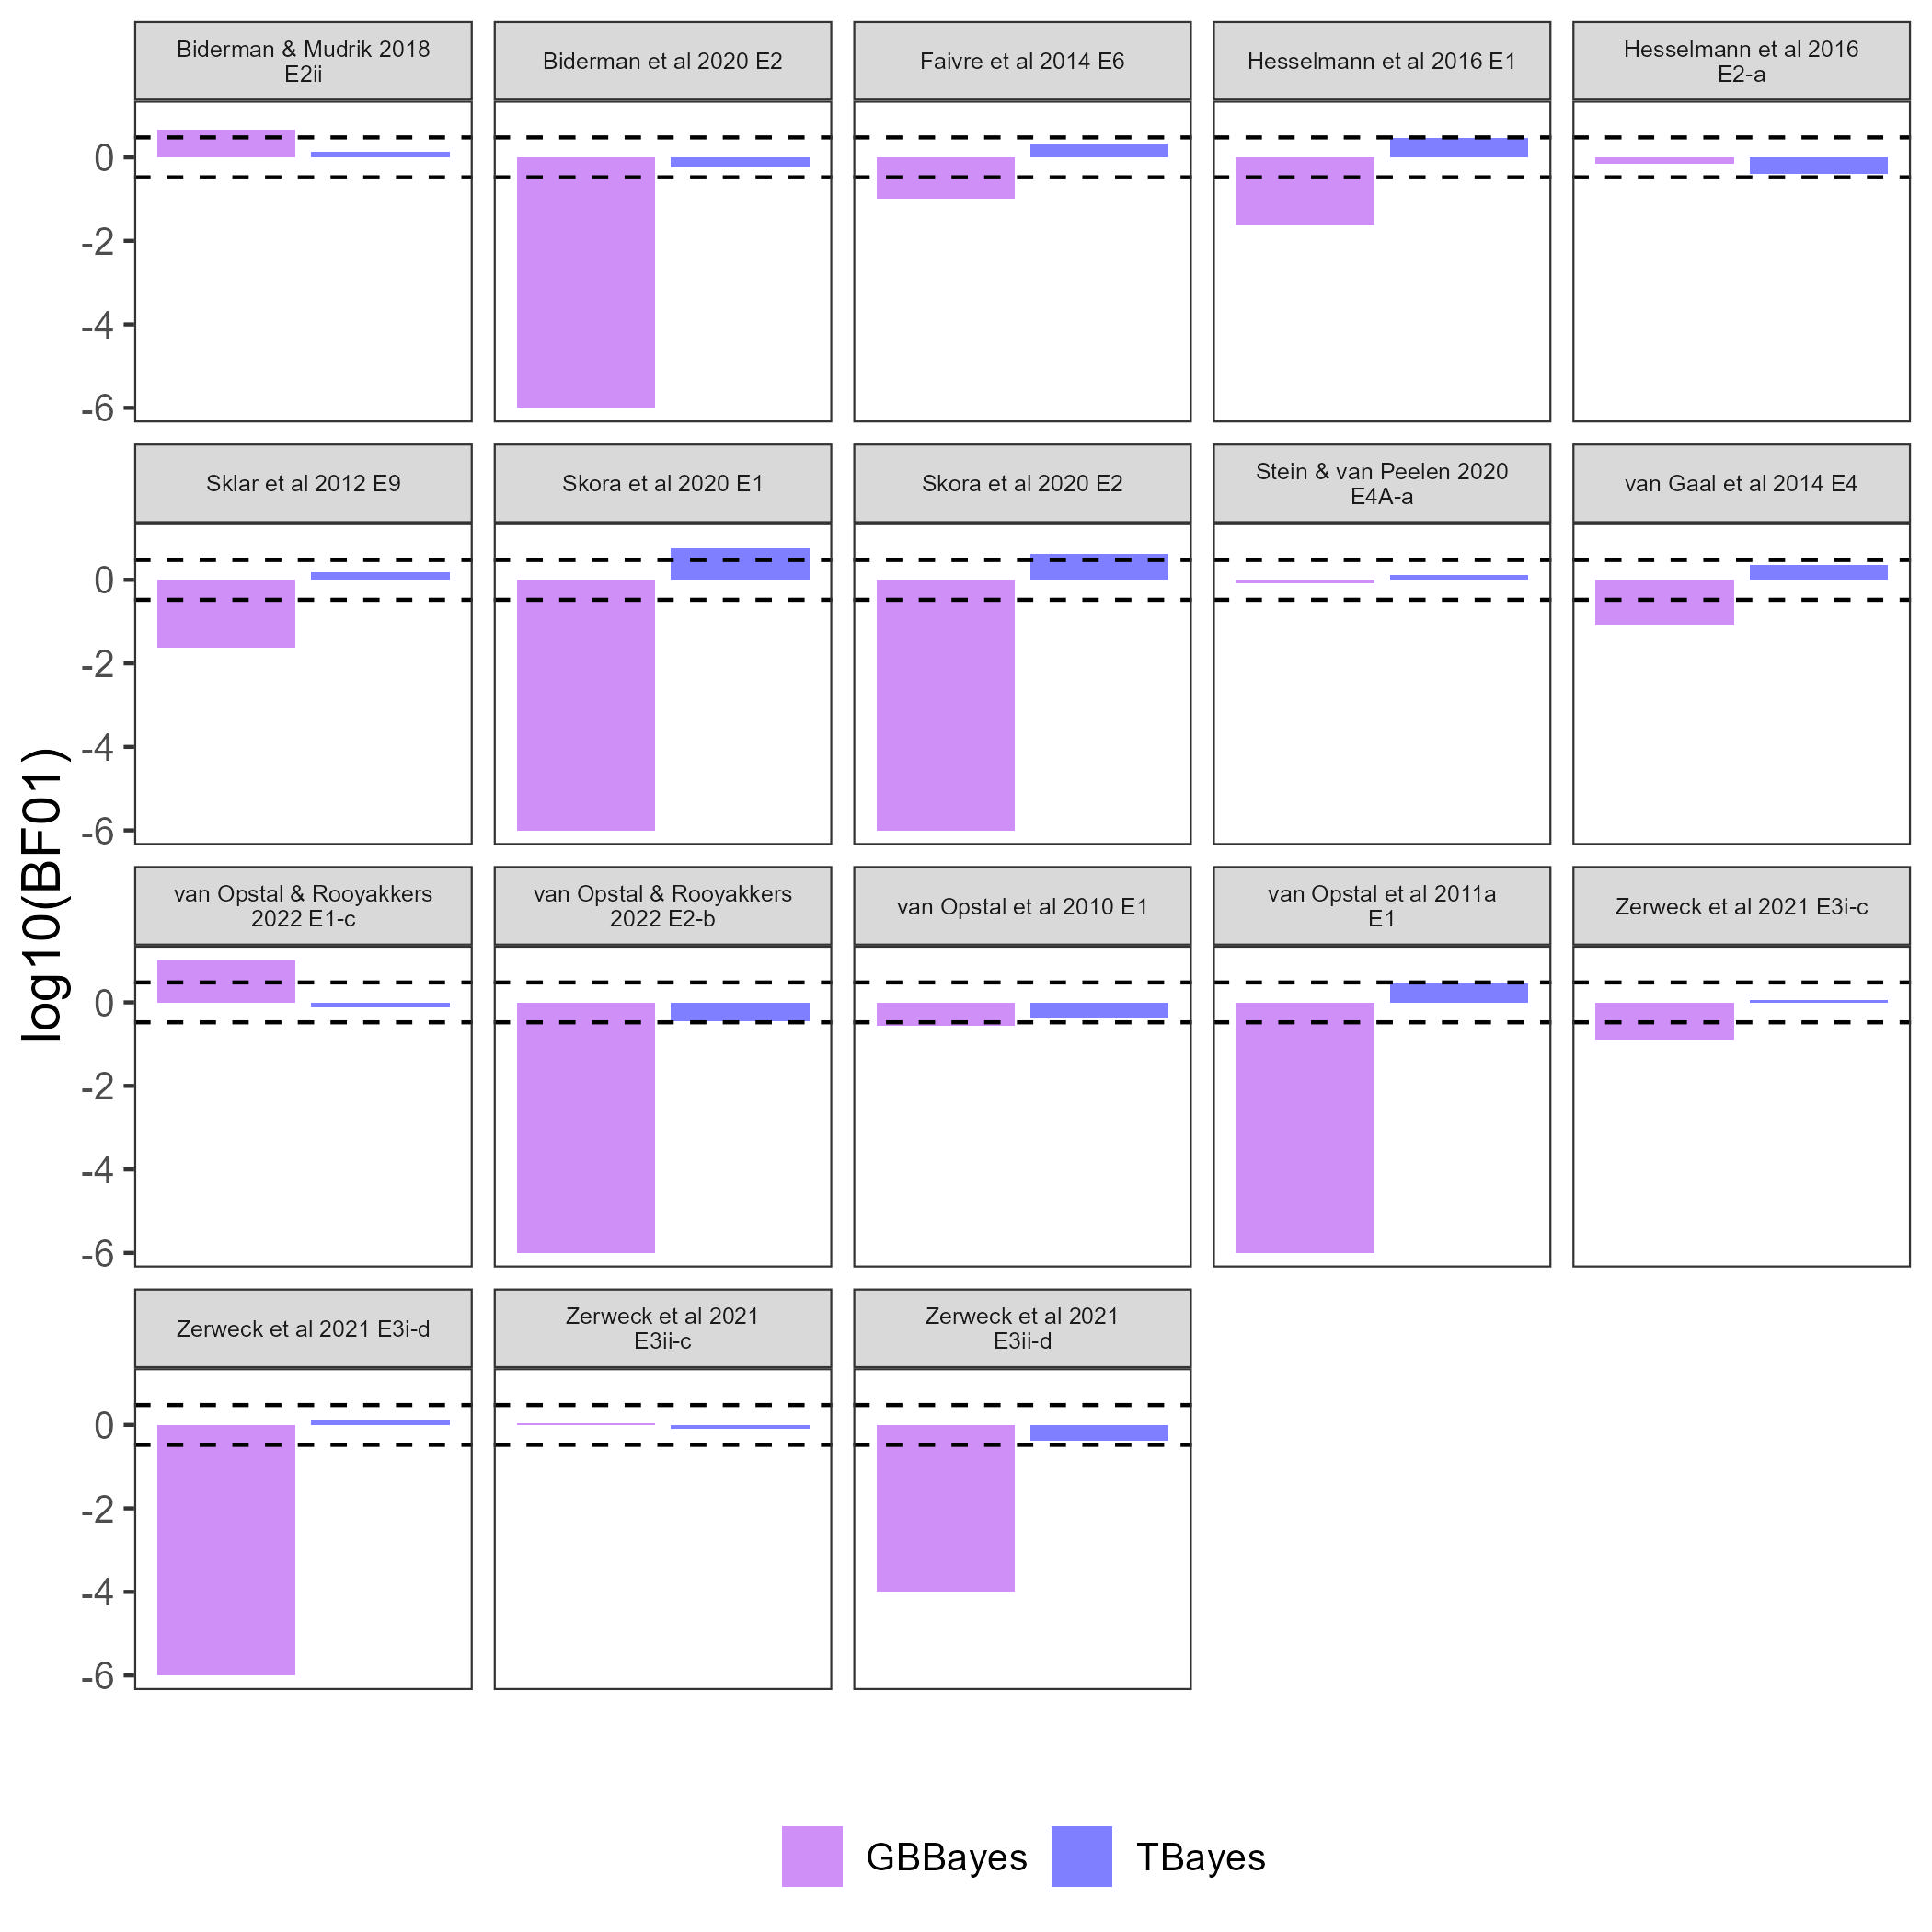 Biderman & Mudrik 2018
E2ii
Biderman et al 2020 E2
Faivre et al 2014 E6
Hesselmann et al 2016 E1
Hesselmann et al 2016
E2-a
0
-2
-4
-6
Sklar et al 2012 E9
Skora et al 2020 E1
Skora et al 2020 E2
Stein & van Peelen 2020
E4A-a
van Gaal et al 2014 E4
0
-2
-4
-6
log10(BF01)
van Opstal & Rooyakkers
2022 E1-c
van Opstal & Rooyakkers
2022 E2-b
van Opstal et al 2010 E1
van Opstal et al 2011a
E1
Zerweck et al 2021 E3i-c
0
-2
-4
-6
Zerweck et al 2021 E3i-d
Zerweck et al 2021
E3ii-c
Zerweck et al 2021
E3ii-d
0
-2
-4
-6
GBBayes
TBayes